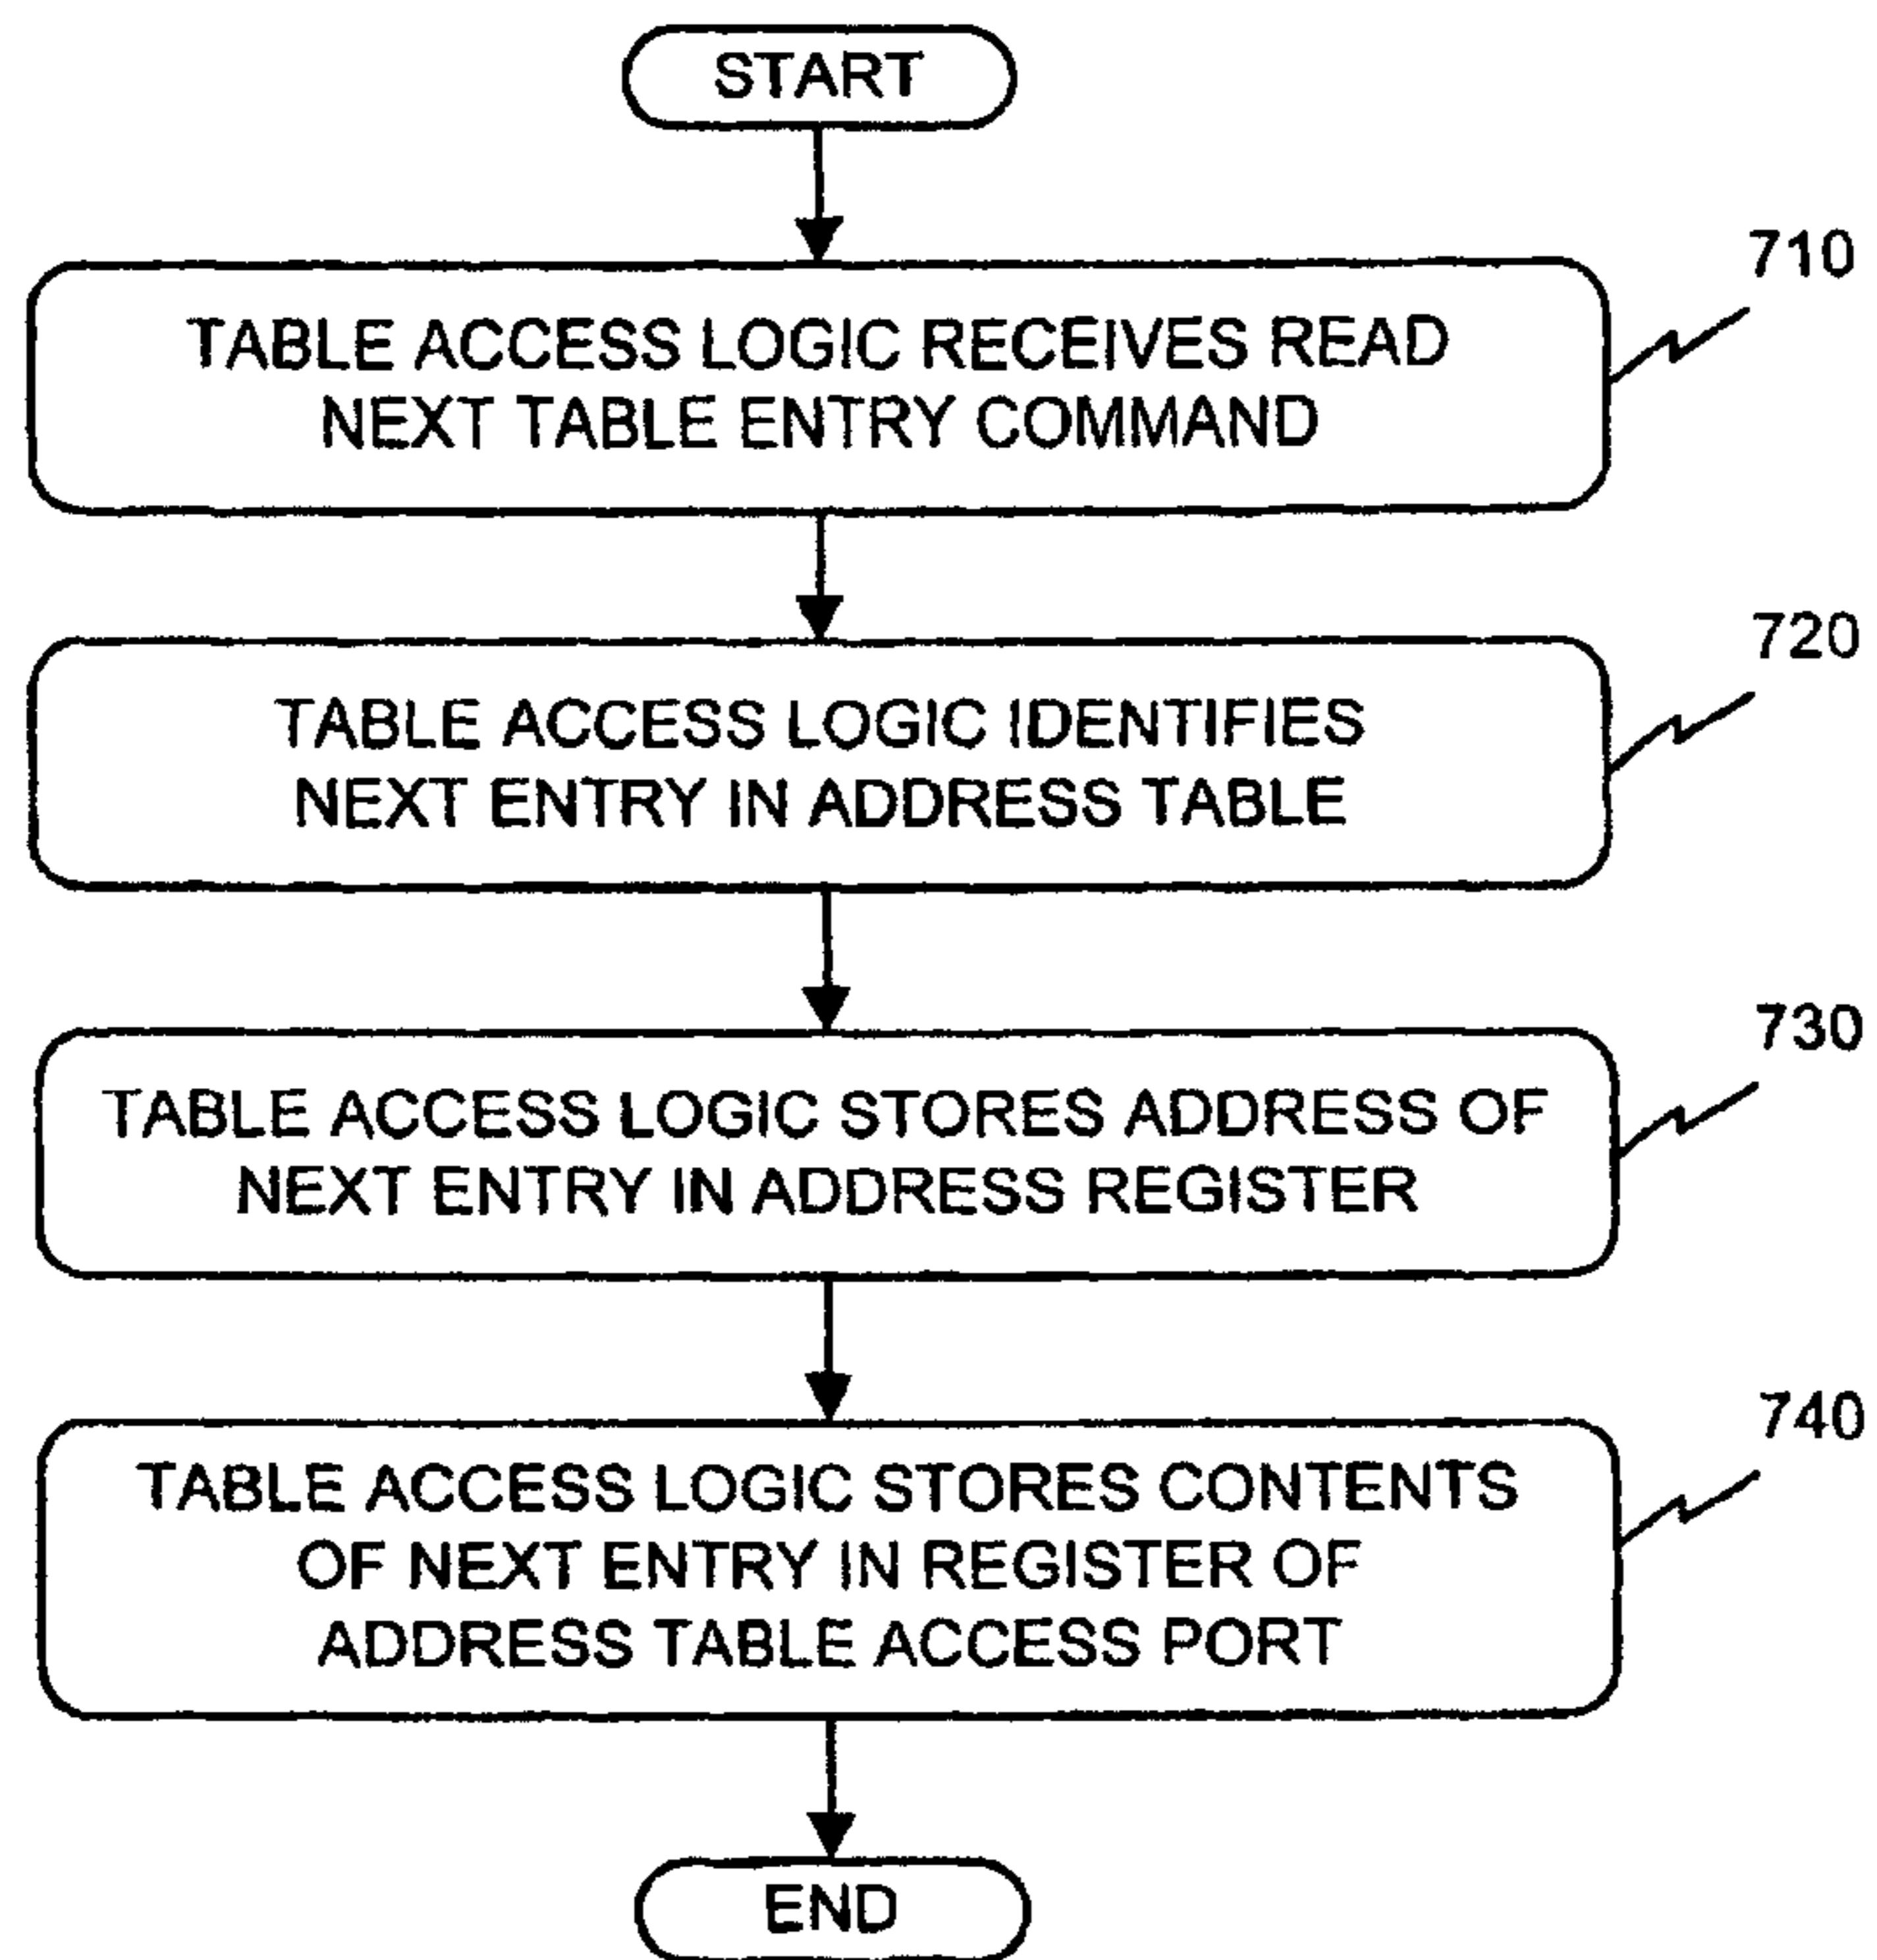 START
710
TABLE ACCESS LOGIC RECEIVES READ
NEXT TABLE ENTRY COMMAND
720
TABLE ACCESS LOGIC IDENTIFIES
NEXT ENTRY IN ADDRESS TABLE
730
TABLE ACCESS LOGIC STORES ADDRESS OF
NEXT ENTRY IN ADDRESS REGISTER
740
TABLE ACCESS LOGIC STORES CONTENTS
OF NEXT ENTRY IN REGISTER OF
ADDRESS TABLE ACCESS PORT
END